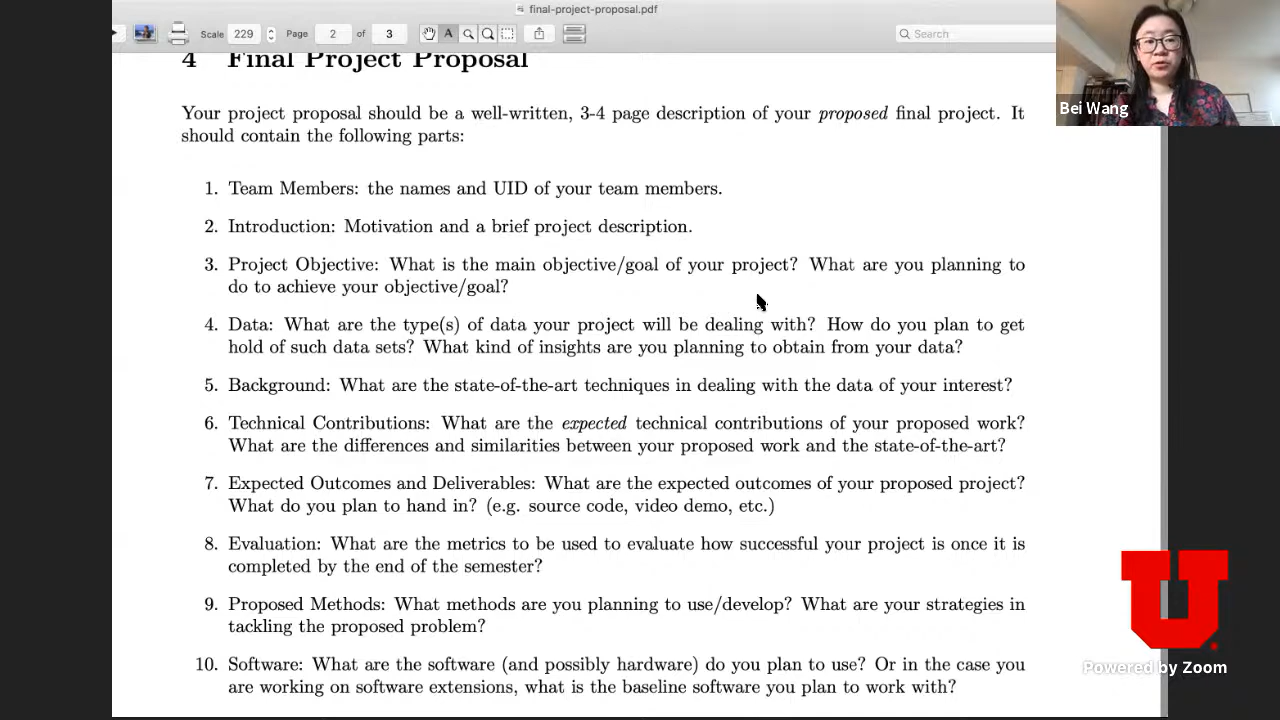 final-project-proposal.pdf
Scale 229 Page 2 of 3 A Search
4 Final Project Proposal
Your project proposal should be a well-written, 3-4 page description of your proposed final project. It
should contain the following parts:
1. Team Members: the names and UID of your team members.
2. Introduction: Motivation and a brief project description.
3. Project Objective: What is the main objective/goal of your project? What are you planning to
do to achieve your objective/goal?
4. Data: What are the type(s) of data your project will be dealing with? How do you plan to get
hold of such data sets? What kind of insights are you planning to obtain from your data?
5. Background: What are the state-of-the-art techniques in dealing with the data of your interest?
6. Technical Contributions: What are the expected technical contributions of your proposed work?
What are the differences and similarities between your proposed work and the state-of-the-art?
7. Expected Outcomes and Deliverables: What are the expected outcomes of your proposed project?
What do you plan to hand in? (e.g. source code, video demo, etc.)
8. Evaluation: What are the metrics to be used to evaluate how successful your project is once it is
completed by the end of the semester?
9. Proposed Methods: What methods are you planning to use/develop? What are your strategies in
tackling the proposed problem?
10. Software: What are the software (and possibly hardware) do you plan to use? Or in the case you
are working on software extensions, what is the baseline software you plan to work with?
Bei Wang
U
Powered by Zoom